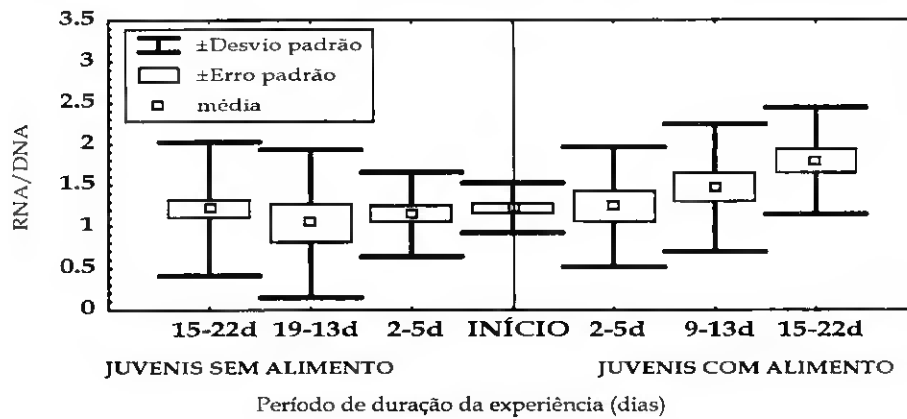 3.5
3
2.5
2
1.5
1
0.5
0
RNA/DNA
±Desvio padrão
±Erro padrão
média
15-22d 19-13d 2-5d INÍCIO 2-5d 9-13d 15-22d
JUVENIS SEM ALIMENTO JUVENIS COM ALIMENTO
Período de duração da experiência (dias)